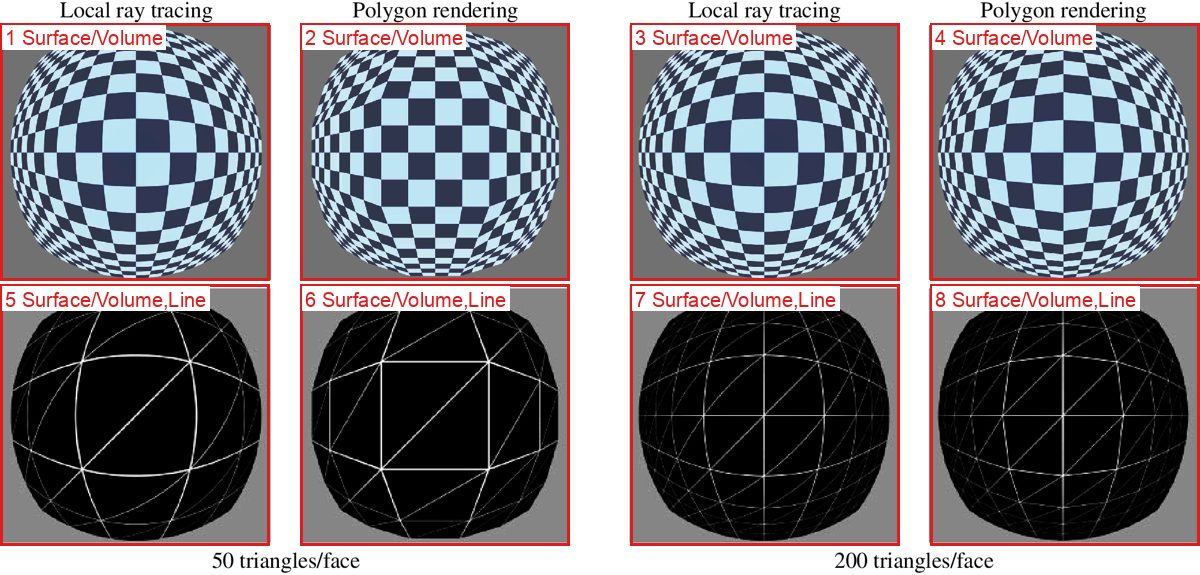 Local ray tracing Polygon rendering Local ray tracing Polygon rendering
1 Surface/Volume 2 Surface/Volume 3 Surface/Volume 4 Surface/Volume
5 Surface/Volume,Line 6 Surface/Volume,Line 7 Surface/Volume,Line 8 Surface/Volume,Line
50 triangles/face 200 triangles/face